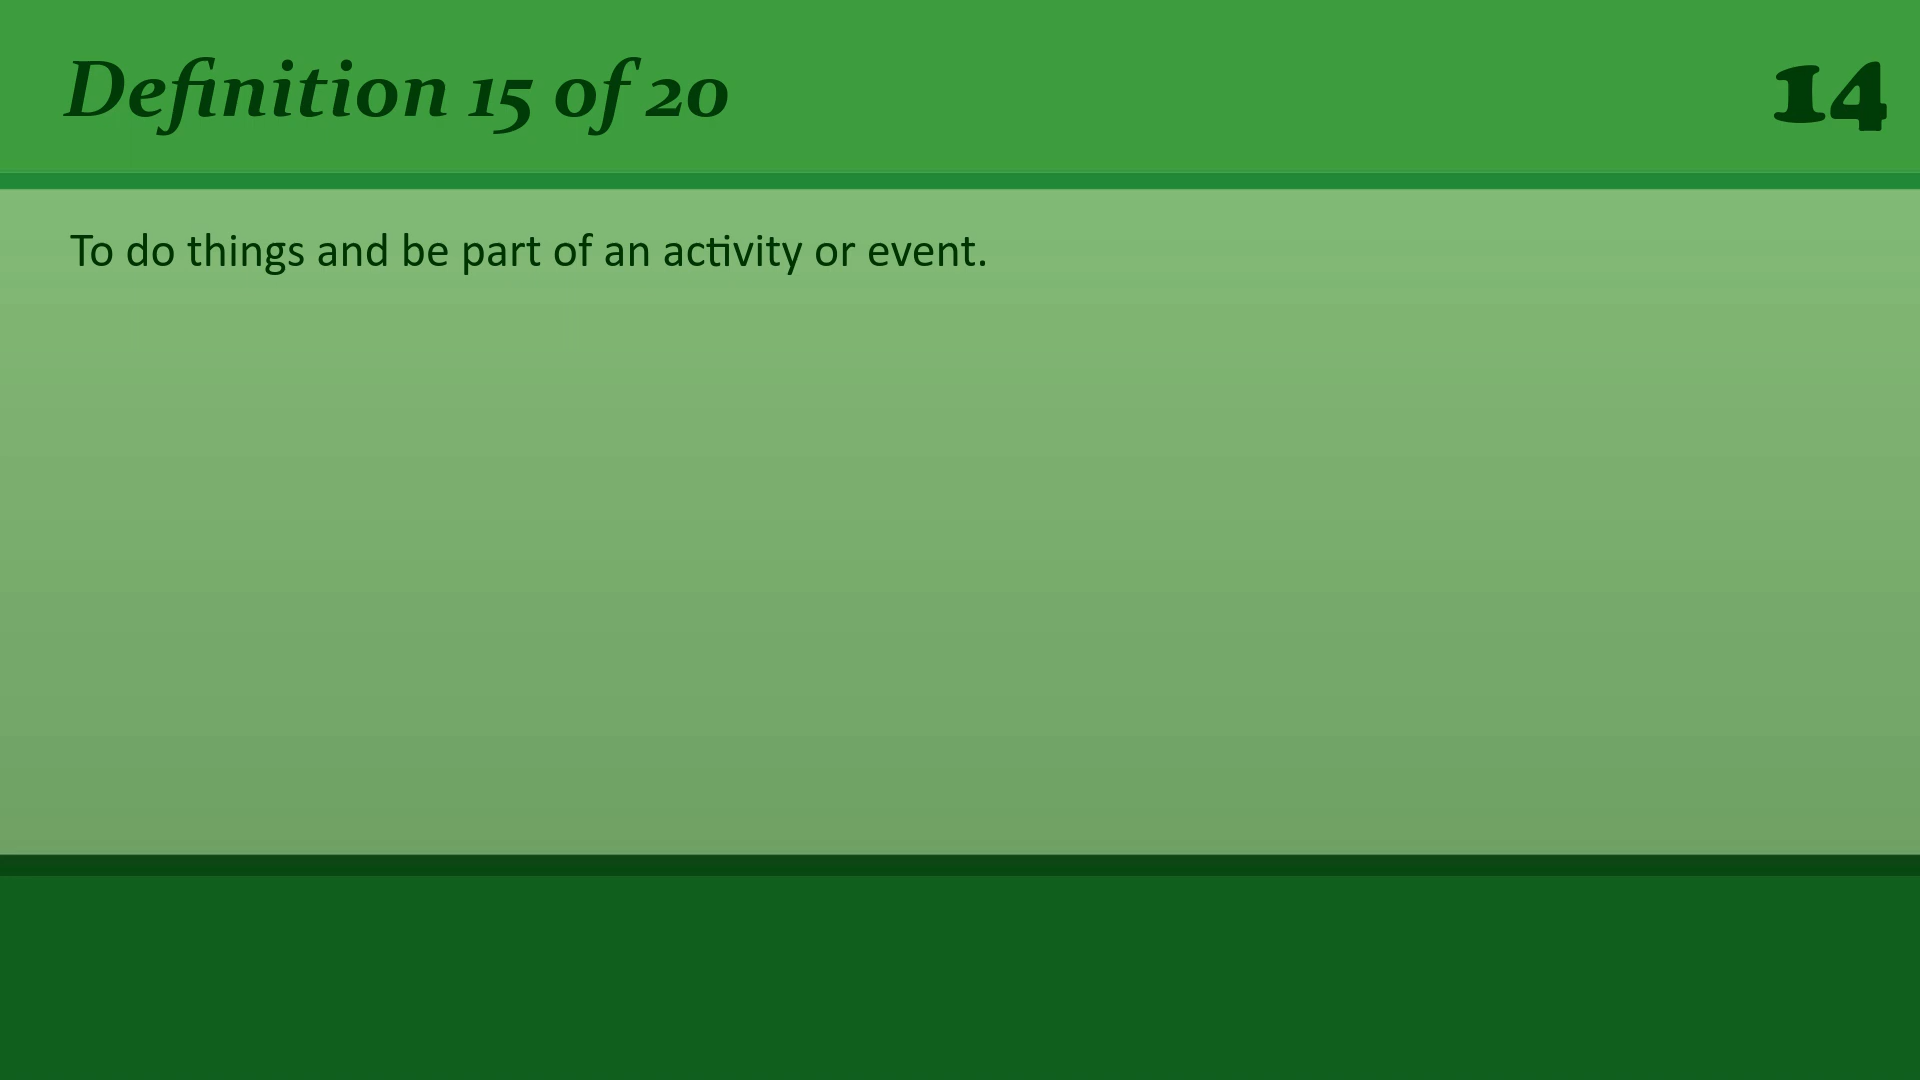 Definition 15 of 20
14
To do things and be part of an activity or event.